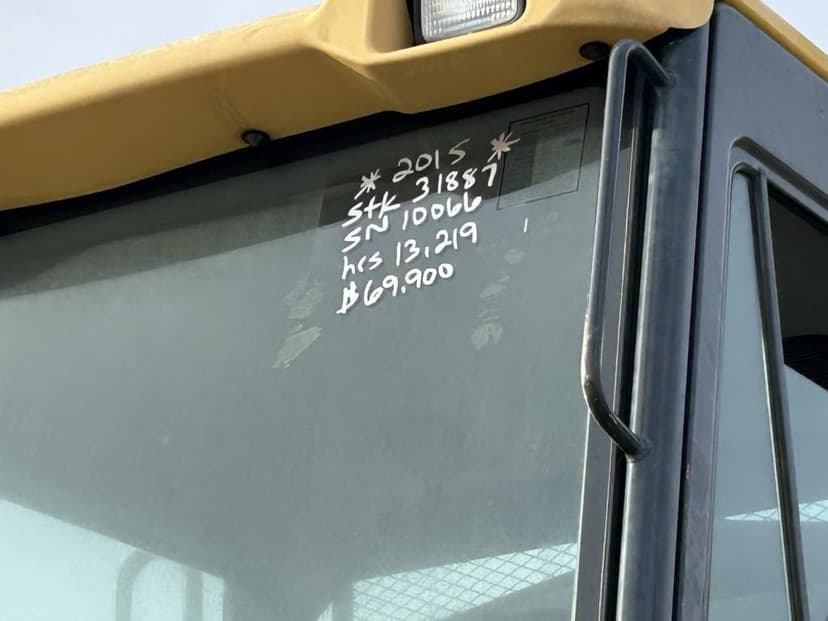 * 2015 *
Stk 31887
SN 10066
hrs 13,219
$69,900